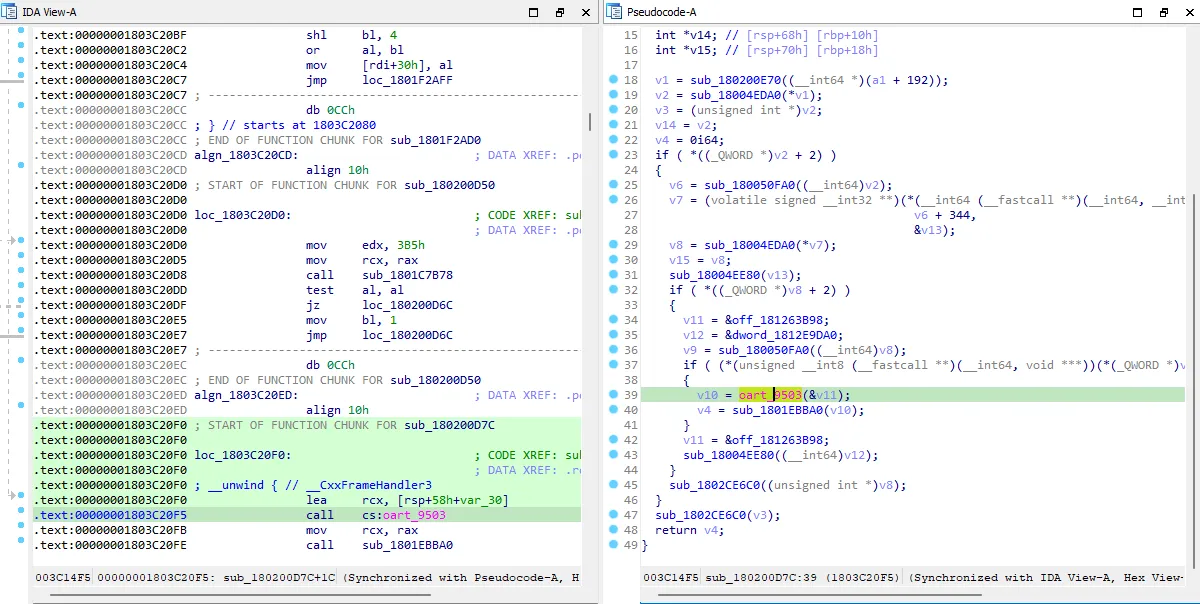 IDA View-A
.text:00000001803C20BF shl bl, 4
.text:00000001803C20C2 or al, bl
.text:00000001803C20C4 mov [rdi+30h], al
.text:00000001803C20C7 jmp loc_1801F2AFF
.text:00000001803C20C7 ; ---------------------------------------------------
.text:00000001803C20CC db 0CCh
.text:00000001803C20CC ; } // starts at 1803C2080
.text:00000001803C20CC ; END OF FUNCTION CHUNK FOR sub_1801F2AD0
.text:00000001803C20CD algn_1803C20CD: ; DATA XREF: .p
.text:00000001803C20CD align 10h
.text:00000001803C20D0 ; START OF FUNCTION CHUNK FOR sub_180200D50
.text:00000001803C20D0
.text:00000001803C20D0 loc_1803C20D0: ; CODE XREF: su
.text:00000001803C20D0 ; DATA XREF: .p
.text:00000001803C20D0 mov edx, 3B5h
.text:00000001803C20D5 mov rcx, rax
.text:00000001803C20D8 call sub_1801C7B78
.text:00000001803C20DD test al, al
.text:00000001803C20DF jz loc_180200D6C
.text:00000001803C20E5 mov bl, 1
.text:00000001803C20E7 jmp loc_180200D6C
.text:00000001803C20E7 ; ---------------------------------------------------
.text:00000001803C20EC db 0CCh
.text:00000001803C20EC ; END OF FUNCTION CHUNK FOR sub_180200D50
.text:00000001803C20ED algn_1803C20ED: ; DATA XREF: .p
.text:00000001803C20ED align 10h
.text:00000001803C20F0 ; START OF FUNCTION CHUNK FOR sub_180200D7C
.text:00000001803C20F0
.text:00000001803C20F0 loc_1803C20F0: ; CODE XREF: su
.text:00000001803C20F0 ; DATA XREF: .r
.text:00000001803C20F0 ; __unwind { // __CxxFrameHandler3
.text:00000001803C20F0 lea rcx, [rsp+58h+var_30]
.text:00000001803C20F5 call cs:oart_9503
.text:00000001803C20FB mov rcx, rax
.text:00000001803C20FE call sub_1801EBBA0
003C14F5 00000001803C20F5: sub_180200D7C+1C (Synchronized with Pseudocode-A, H
Pseudocode-A
15 int *v14; // [rsp+68h] [rbp+10h]
16 int *v15; // [rsp+70h] [rbp+18h]
17
18 v1 = sub_180200E70((__int64 *)(a1 + 192));
19 v2 = sub_18004EDA0(*v1);
20 v3 = (unsigned int *)v2;
21 v14 = v2;
22 v4 = 0i64;
23 if ( *((_QWORD *)v2 + 2) )
24 {
25 v6 = sub_180050FA0((__int64)v2);
26 v7 = (volatile signed __int32 **)(*(__int64 (__fastcall **)(__int64, __int
27 v6 + 344,
28 &v13);
29 v8 = sub_18004EDA0(*v7);
30 v15 = v8;
31 sub_18004EE80(v13);
32 if ( *((_QWORD *)v8 + 2) )
33 {
34 v11 = &off_181263B98;
35 v12 = &dword_1812E9DA0;
36 v9 = sub_180050FA0((__int64)v8);
37 if ( (*(unsigned __int8 (__fastcall **)(__int64, void ***))(*(_QWORD *)v
38 {
39 v10 = oart_9503(&v11);
40 v4 = sub_1801EBBA0(v10);
41 }
42 v11 = &off_181263B98;
43 sub_18004EE80((__int64)v12);
44 }
45 sub_1802CE6C0((unsigned int *)v8);
46 }
47 sub_1802CE6C0(v3);
48 return v4;
49 }
003C14F5 sub_180200D7C:39 (1803C20F5) (Synchronized with IDA View-A, Hex View-